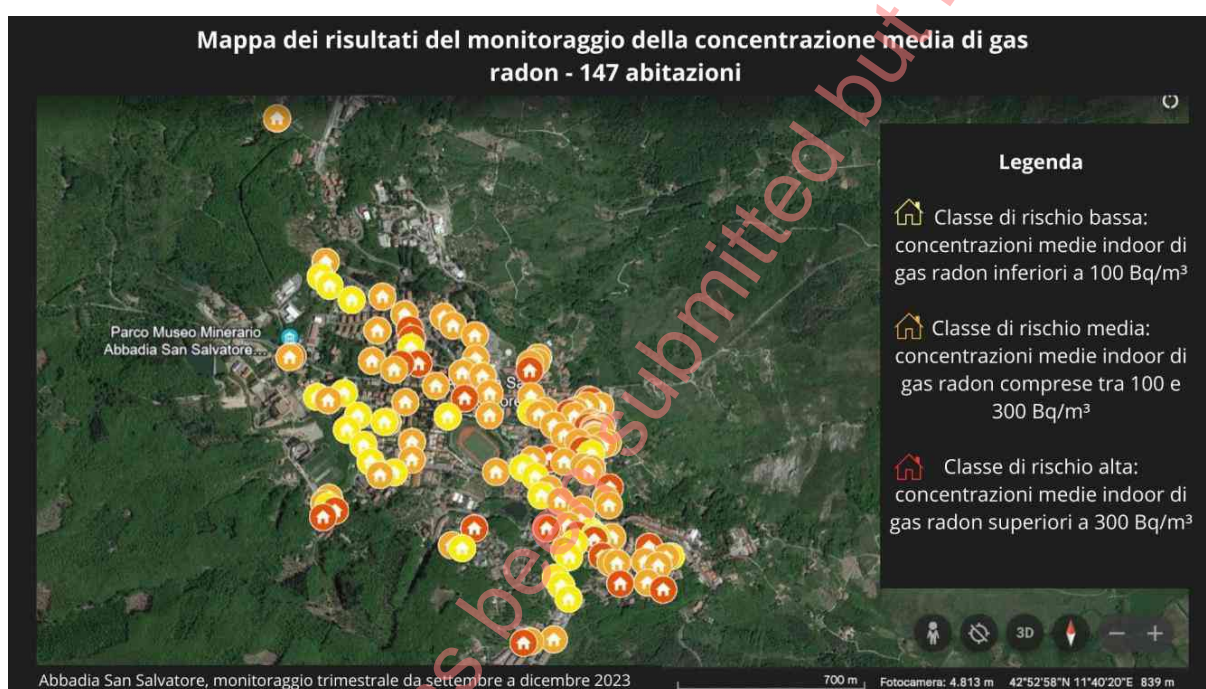 Mappa dei risultati del monitoraggio della concentrazione media di gas
radon - 147 abitazioni
Legenda
Classe di rischio bassa:
concentrazioni medie indoor di
gas radon inferiori a 100 Bq/m³
Classe di rischio media:
concentrazioni medie indoor di
gas radon comprese tra 100 e
300 Bq/m³
Classe di rischio alta:
concentrazioni medie indoor di
gas radon superiori a 300 Bq/m³
Parco Museo Minerario
Abbadia San Salvatore...
3D
Abbadia San Salvatore, monitoraggio trimestrale da settembre a dicembre 2023
700 m
Fotocamera: 4.813 m 42°52'58"N 11°40'20"E 839 m
submitted but